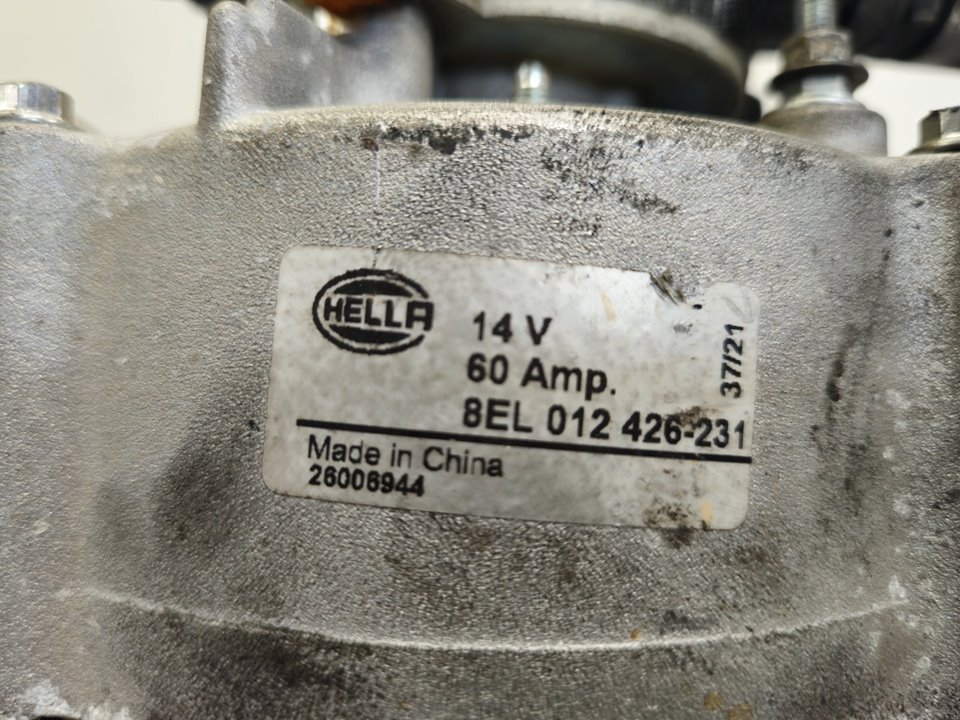 HELLA
14 V
60 Amp.
8EL 012 426-231
37/21
Made in China
26006944